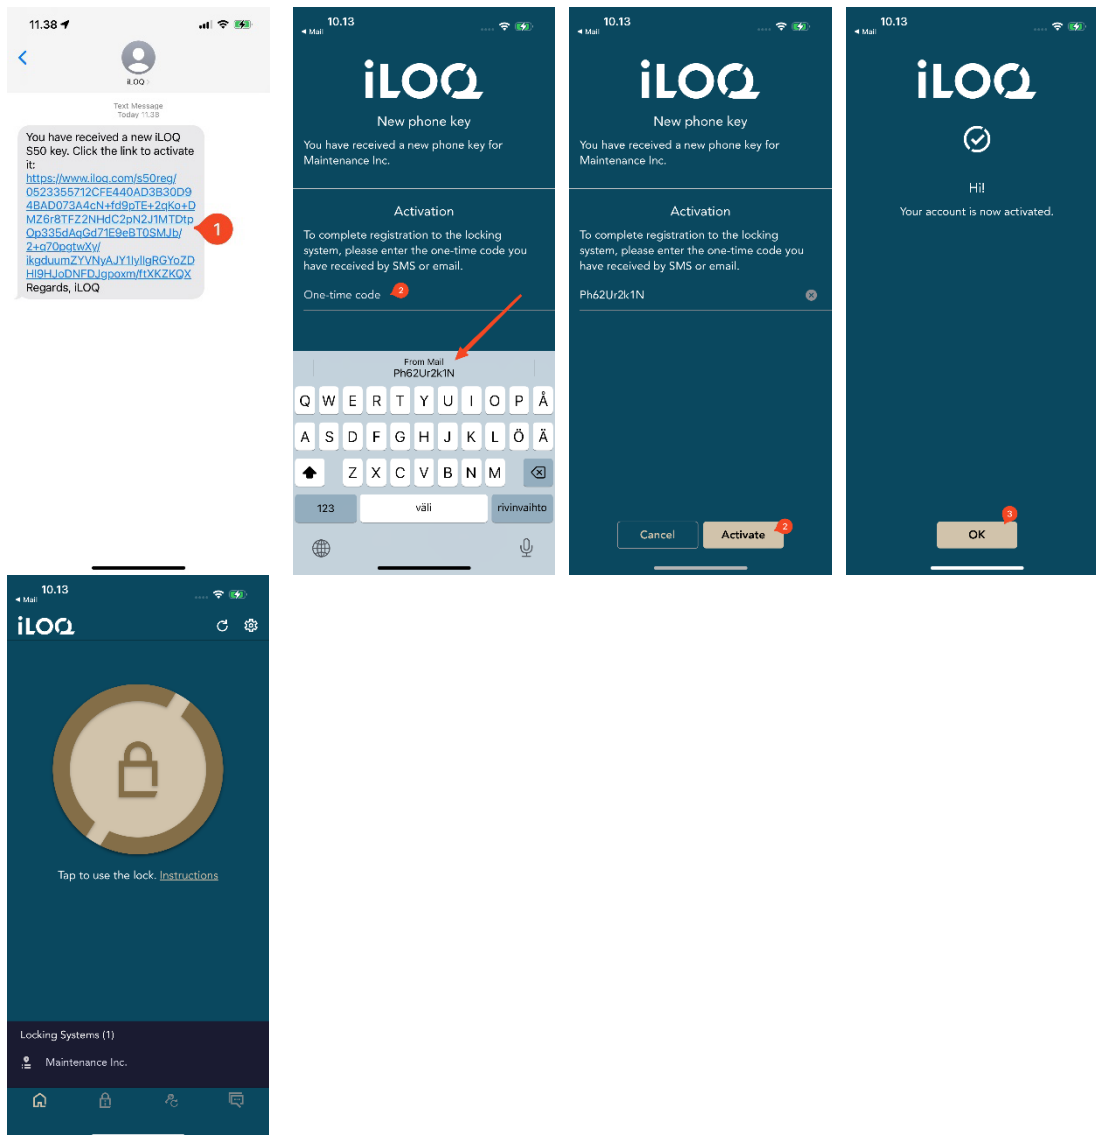 11.38
iLOQ
Text Message
Today 11.38
You have received a new iLOQ
S50 key. Click the link to activate
it:
https://www.iloq.com/s50reg/
0523355712CFE440AD3B30D9
4BAD073A4cN+fd9pTE+2qKo+D
MZ6r8TFZ2NHdC2pN2J1MTDtp
Op335dAqGd71E9eBT0SMJb/
2+q70pqtwXy/
ikgduumZYVNyAJY1IyllgRGYoZD
HI9HJoDNFDJgpoxm/ftXKZKQX
Regards, iLOQ
1
10.13
Mail
iLOQ
New phone key
You have received a new phone key for
Maintenance Inc.
Activation
To complete registration to the locking
system, please enter the one-time code you
have received by SMS or email.
One-time code
2
From Mail
Ph62Ur2k1N
Q W E R T Y U I O P Å
A S D F G H J K L Ö Ä
Z X C V B N M
123 väli rivinvaihto
10.13
Mail
iLOQ
New phone key
You have received a new phone key for
Maintenance Inc.
Activation
To complete registration to the locking
system, please enter the one-time code you
have received by SMS or email.
Ph62Ur2k1N
Cancel Activate 2
10.13
Mail
iLOQ
Hi!
Your account is now activated.
3
OK
10.13
Mail
iLOQ
Tap to use the lock. Instructions
Locking Systems (1)
Maintenance Inc.